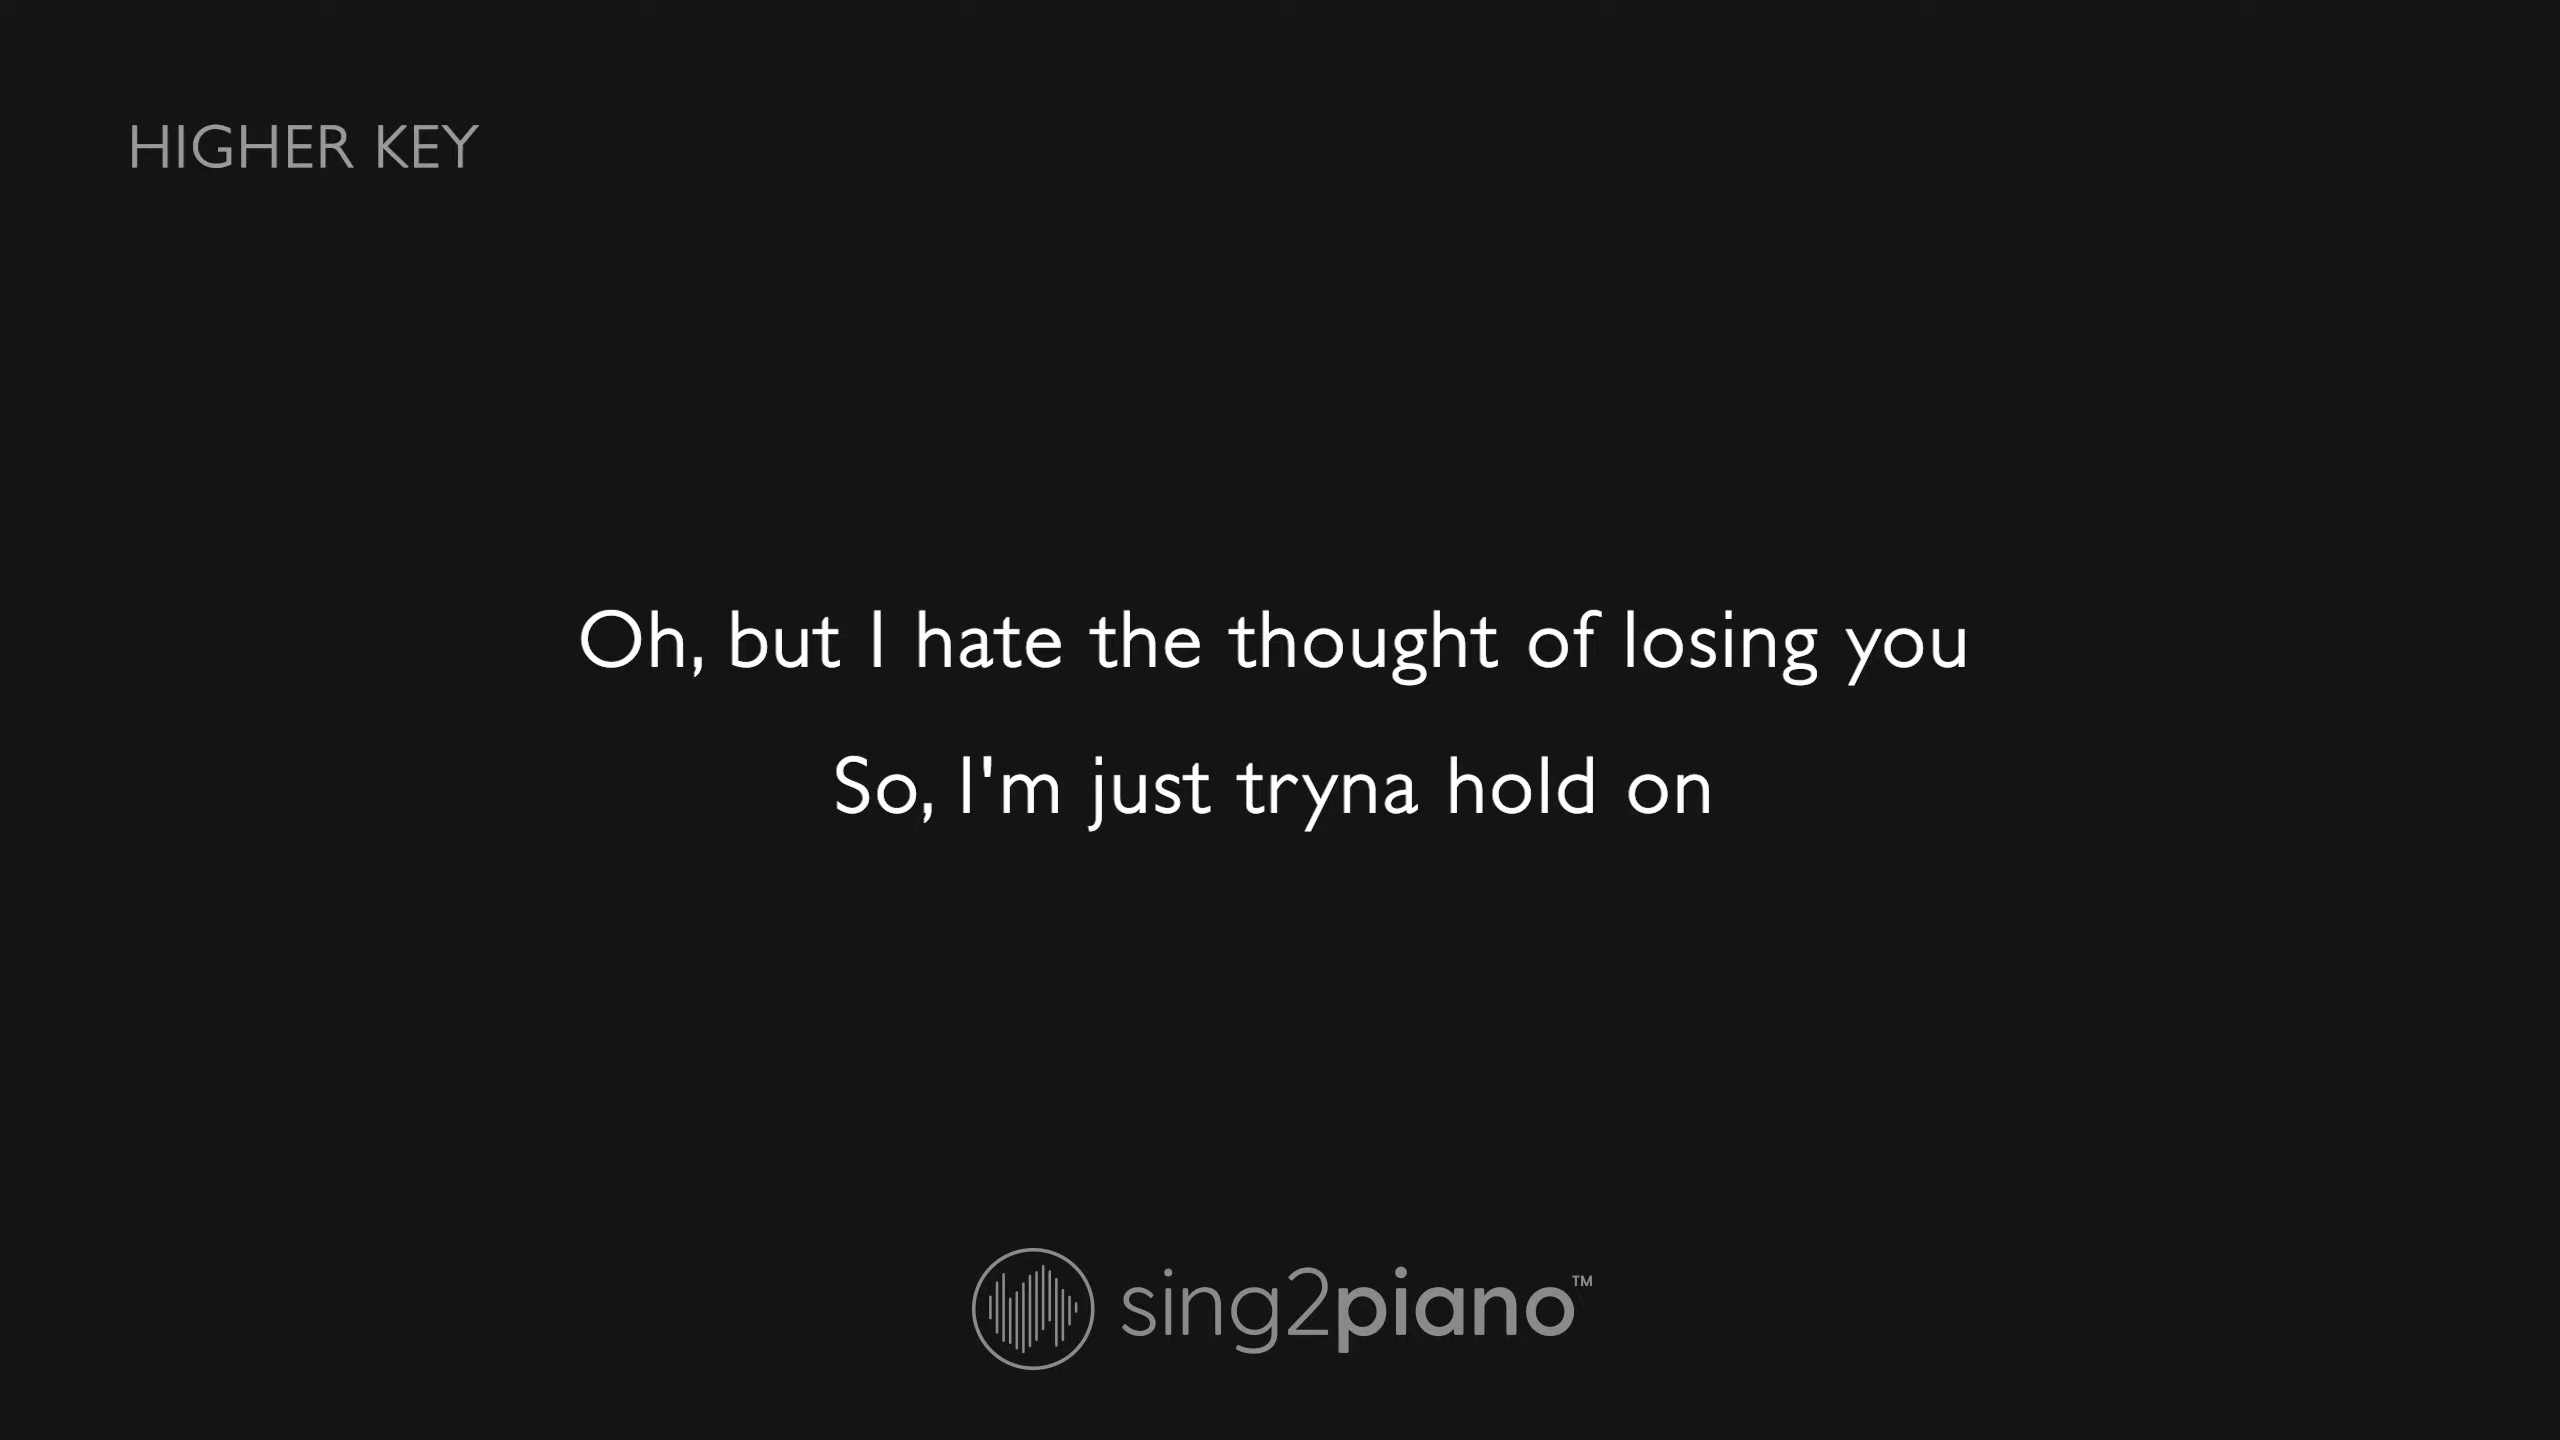 HIGHER KEY
Oh, but I hate the thought of losing you
So, I'm just tryna hold on
sing2piano™